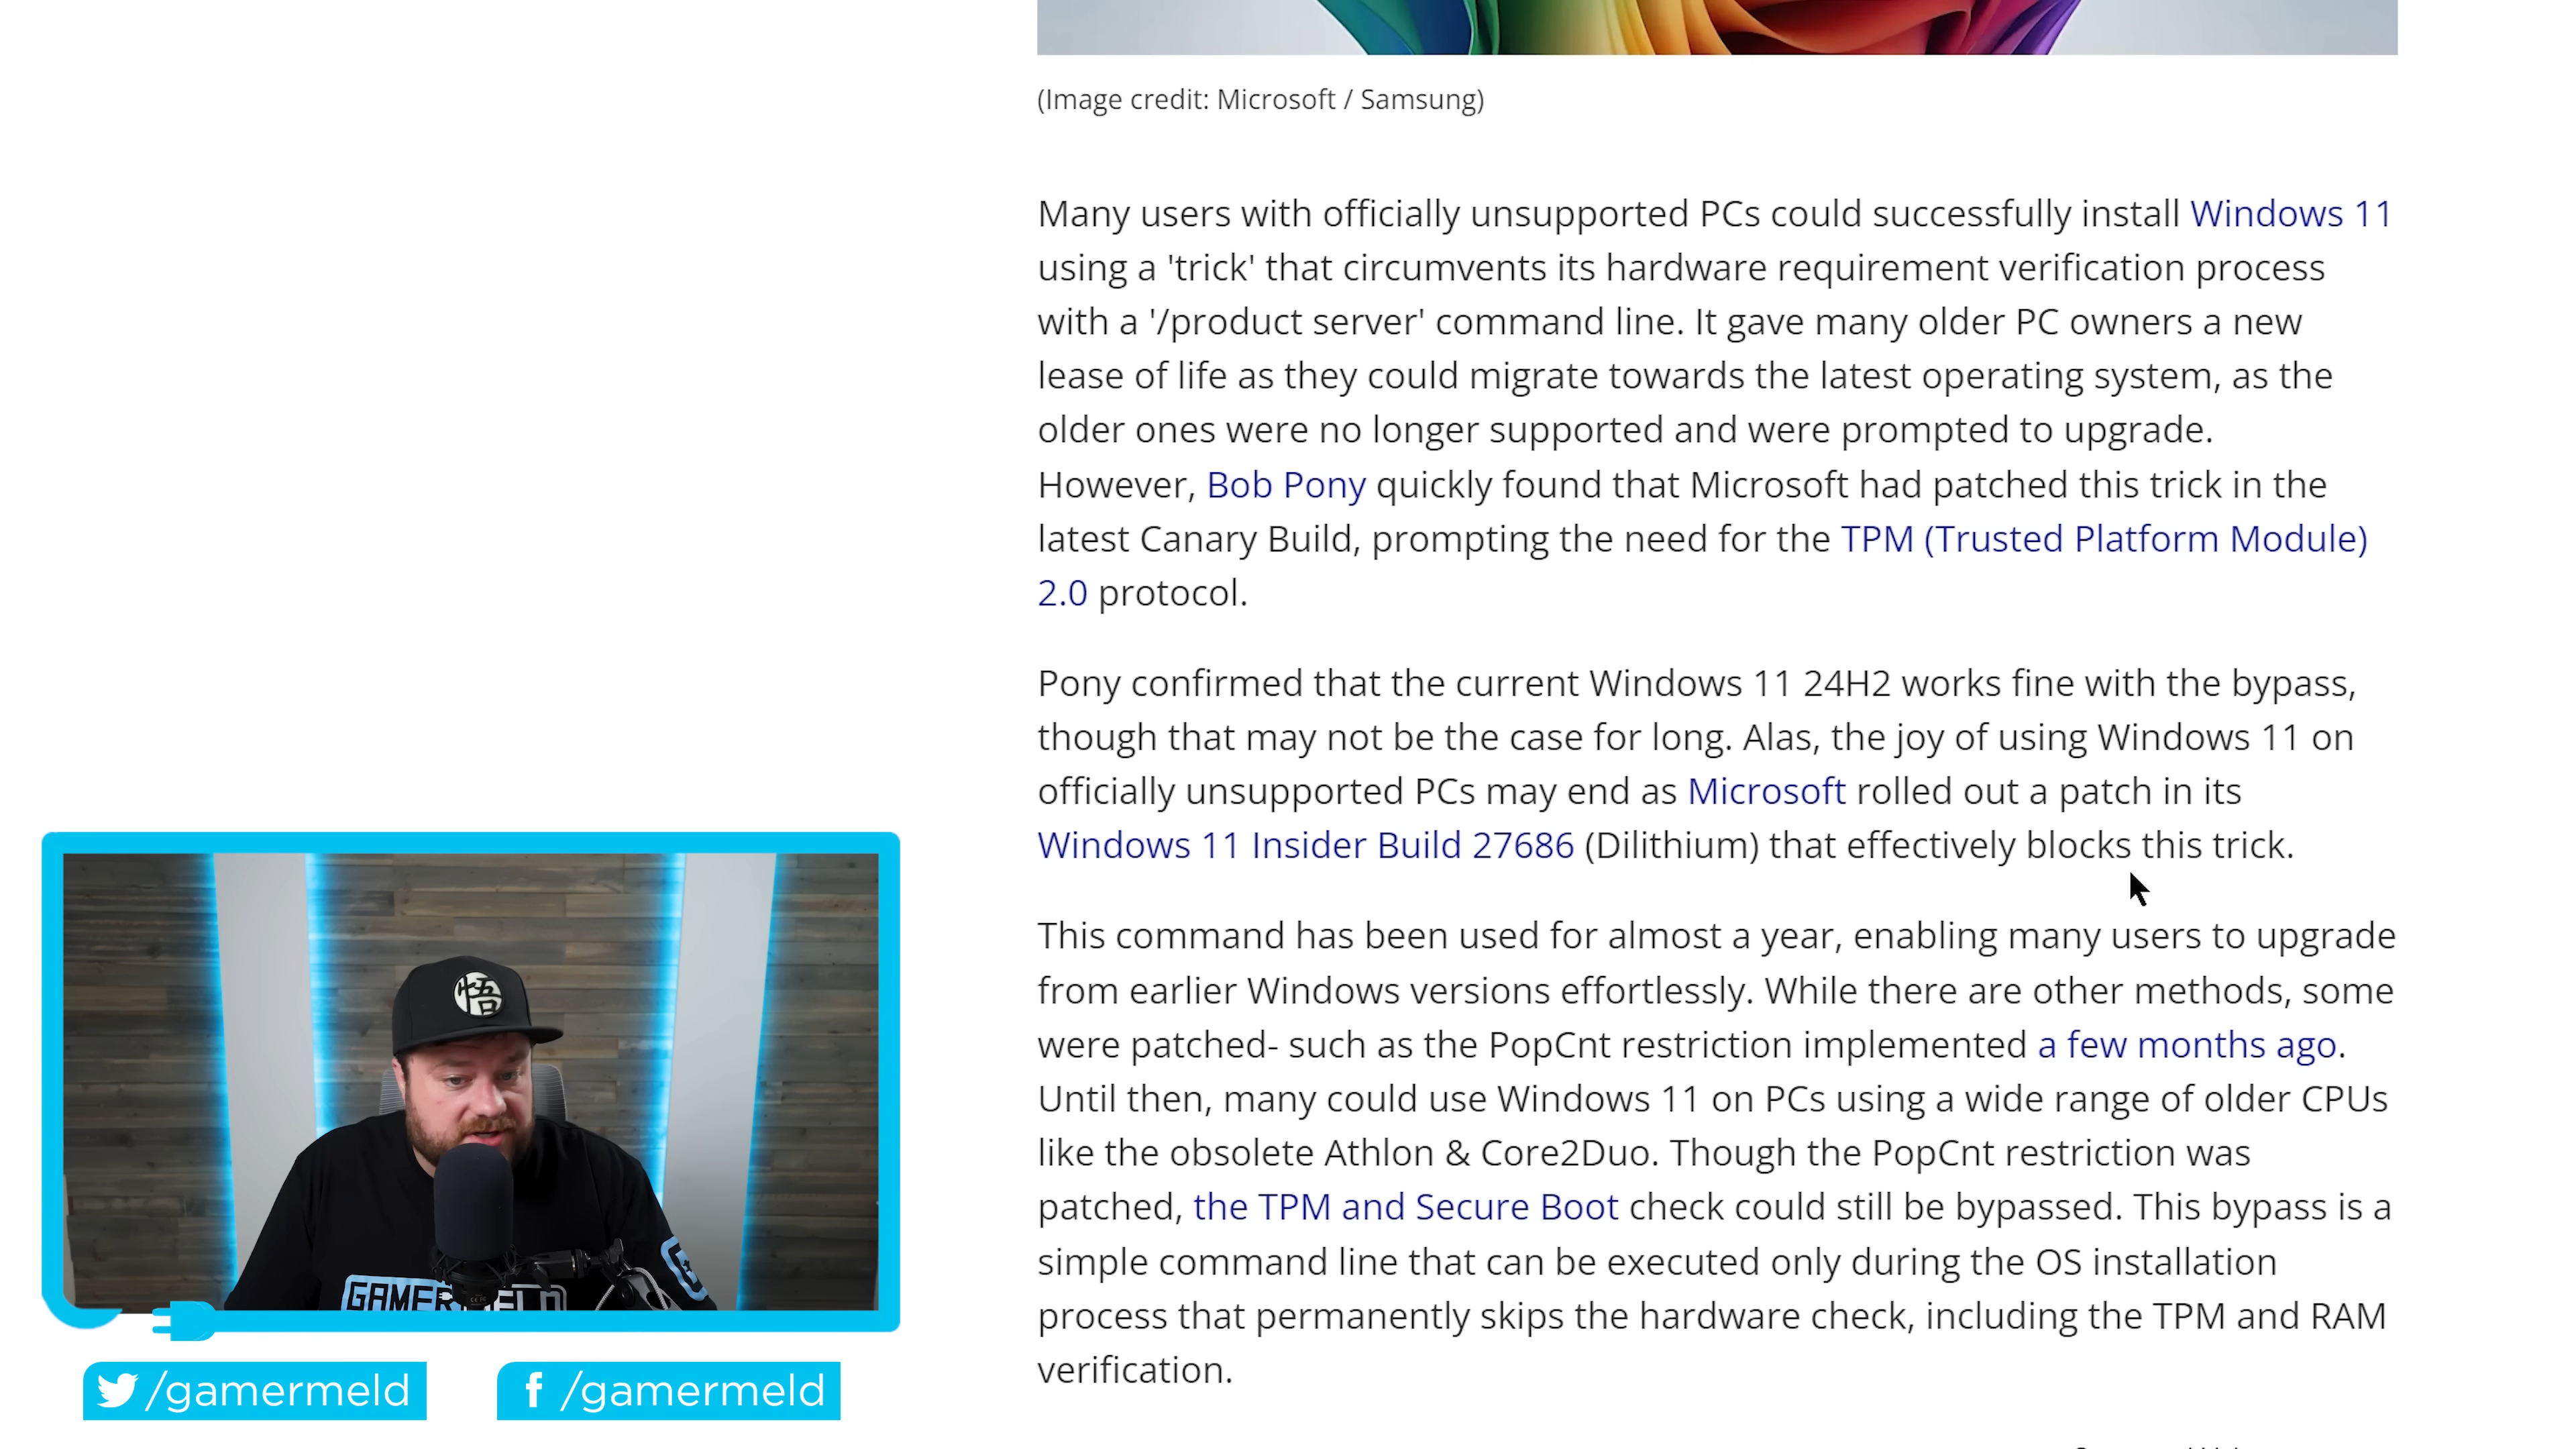 (Image credit: Microsoft / Samsung)
Many users with officially unsupported PCs could successfully install Windows 11
using a 'trick' that circumvents its hardware requirement verification process
with a '/product server' command line. It gave many older PC owners a new
lease of life as they could migrate towards the latest operating system, as the
older ones were no longer supported and were prompted to upgrade.
However, Bob Pony quickly found that Microsoft had patched this trick in the
latest Canary Build, prompting the need for the TPM (Trusted Platform Module)
2.0 protocol.
Pony confirmed that the current Windows 11 24H2 works fine with the bypass,
though that may not be the case for long. Alas, the joy of using Windows 11 on
officially unsupported PCs may end as Microsoft rolled out a patch in its
Windows 11 Insider Build 27686 (Dilithium) that effectively blocks this trick.
This command has been used for almost a year, enabling many users to upgrade
from earlier Windows versions effortlessly. While there are other methods, some
were patched- such as the PopCnt restriction implemented a few months ago.
Until then, many could use Windows 11 on PCs using a wide range of older CPUs
like the obsolete Athlon & Core2Duo. Though the PopCnt restriction was
patched, the TPM and Secure Boot check could still be bypassed. This bypass is a
simple command line that can be executed only during the OS installation
process that permanently skips the hardware check, including the TPM and RAM
verification.
悟
/gamermeld
/gamermeld